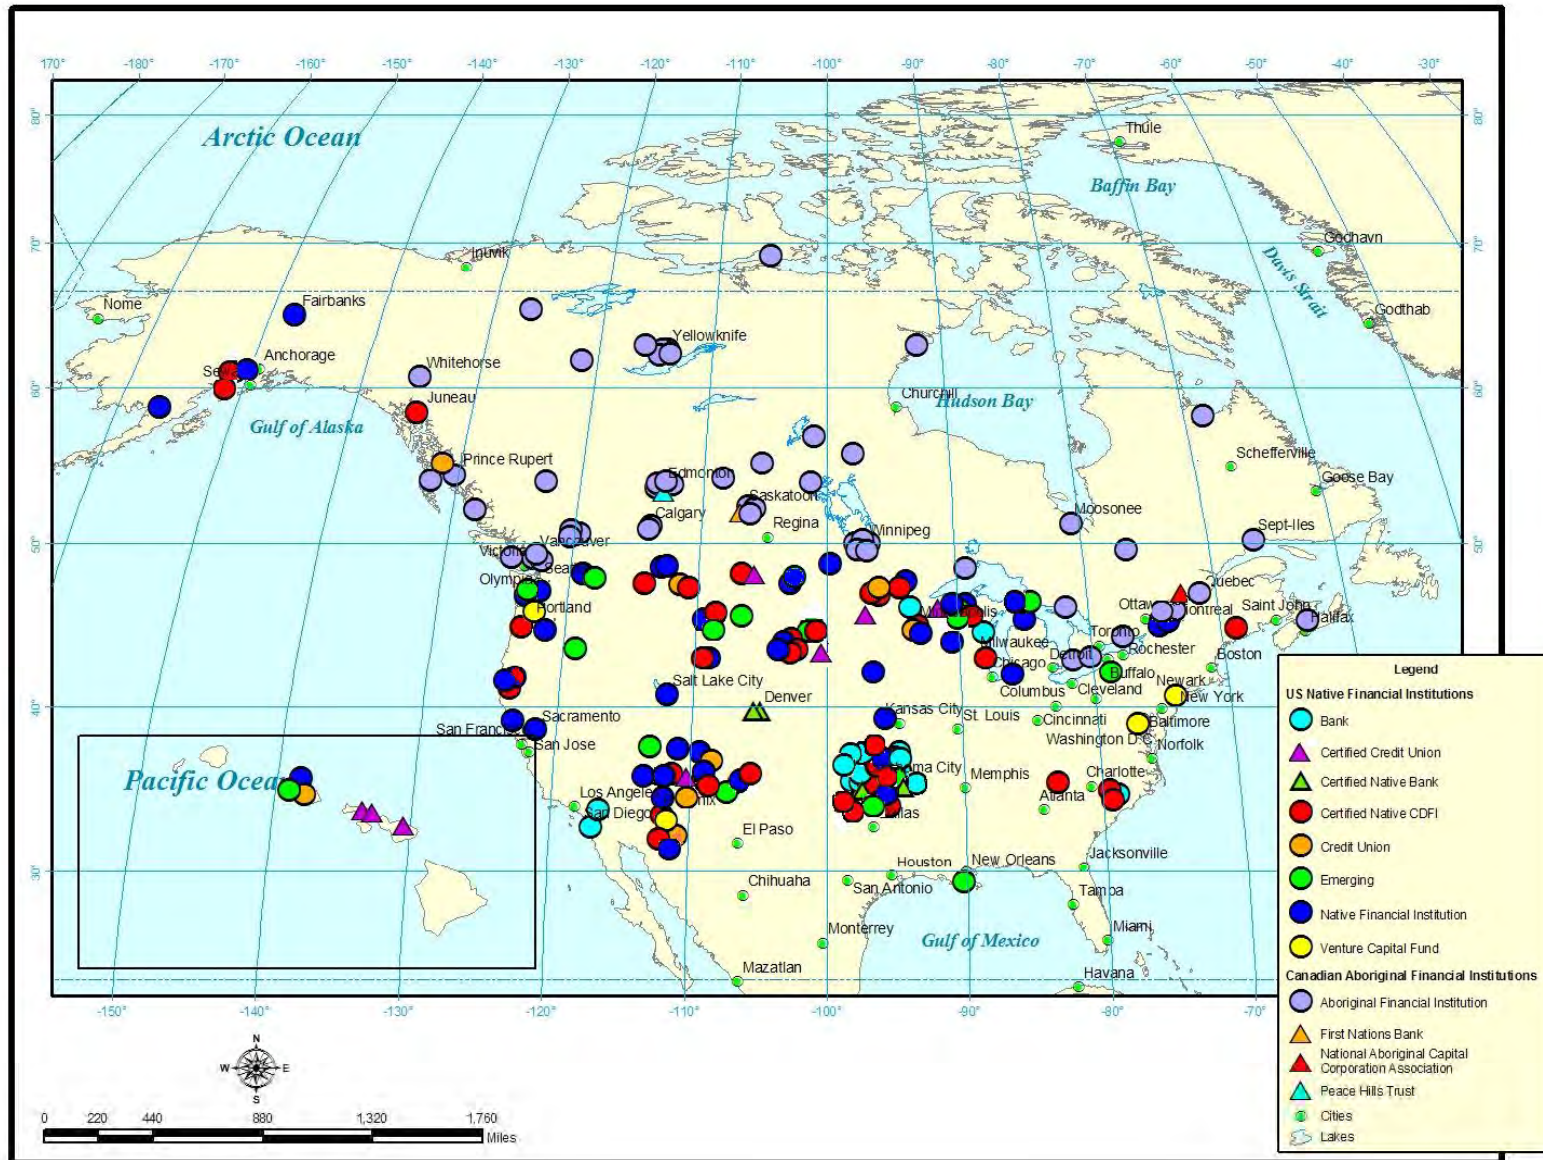 -170° -180° -170° -160° -150° -140° -130° -120° -110° -100° -90° -80° -70° -60° -50° -40° -30°
80° 80°
Arctic Ocean
Thule
Baffin Bay
70° 70°
Inuvik
Godhavn
Davis Strait
Nome
Fairbanks
Godthab
Yellowknife
Anchorage
Whitehorse
60° 60°
Juneau
Churchill
Hudson Bay
Gulf of Alaska
Prince Rupert
Edmonton
Schefferville
Goose Bay
Saskatoon
Calgary
Regina
Winnipeg
Moosonee
Sept-Iles
50° 50°
Vancouver
Victoria
Olympia
Quebec
Portland
Ottawa
Montreal
Saint John
Halifax
Toronto
Milwaukee
Detroit
Rochester
Boston
Chicago
Buffalo
Salt Lake City
Denver
Columbus
Cleveland
Newark
New York
40°
Kansas City
St. Louis
Cincinnati
Baltimore
Sacramento
Washington D C
San Jose
Norfolk
Pacific Ocea
Memphis
Charlotte
Los Angele
Atlanta
San Diego
El Paso
Jacksonville
30°
Houston
New Orleans
Chihuaha
San Antonio
Tampa
Monterrey
Gulf of Mexico
Miami
Mazatlan
Havana
-150° -140° -130° -120° -110° -100° -90° -80° -70°
N
W E
S
0 220 440 880 1,320 1,760
Miles
Legend
US Native Financial Institutions
Bank
Certified Credit Union
Certified Native Bank
Certified Native CDFI
Credit Union
Emerging
Native Financial Institution
Venture Capital Fund
Canadian Aboriginal Financial Institutions
Aboriginal Financial Institution
First Nations Bank
National Aboriginal Capital
Corporation Association
Peace Hills Trust
Cities
Lakes